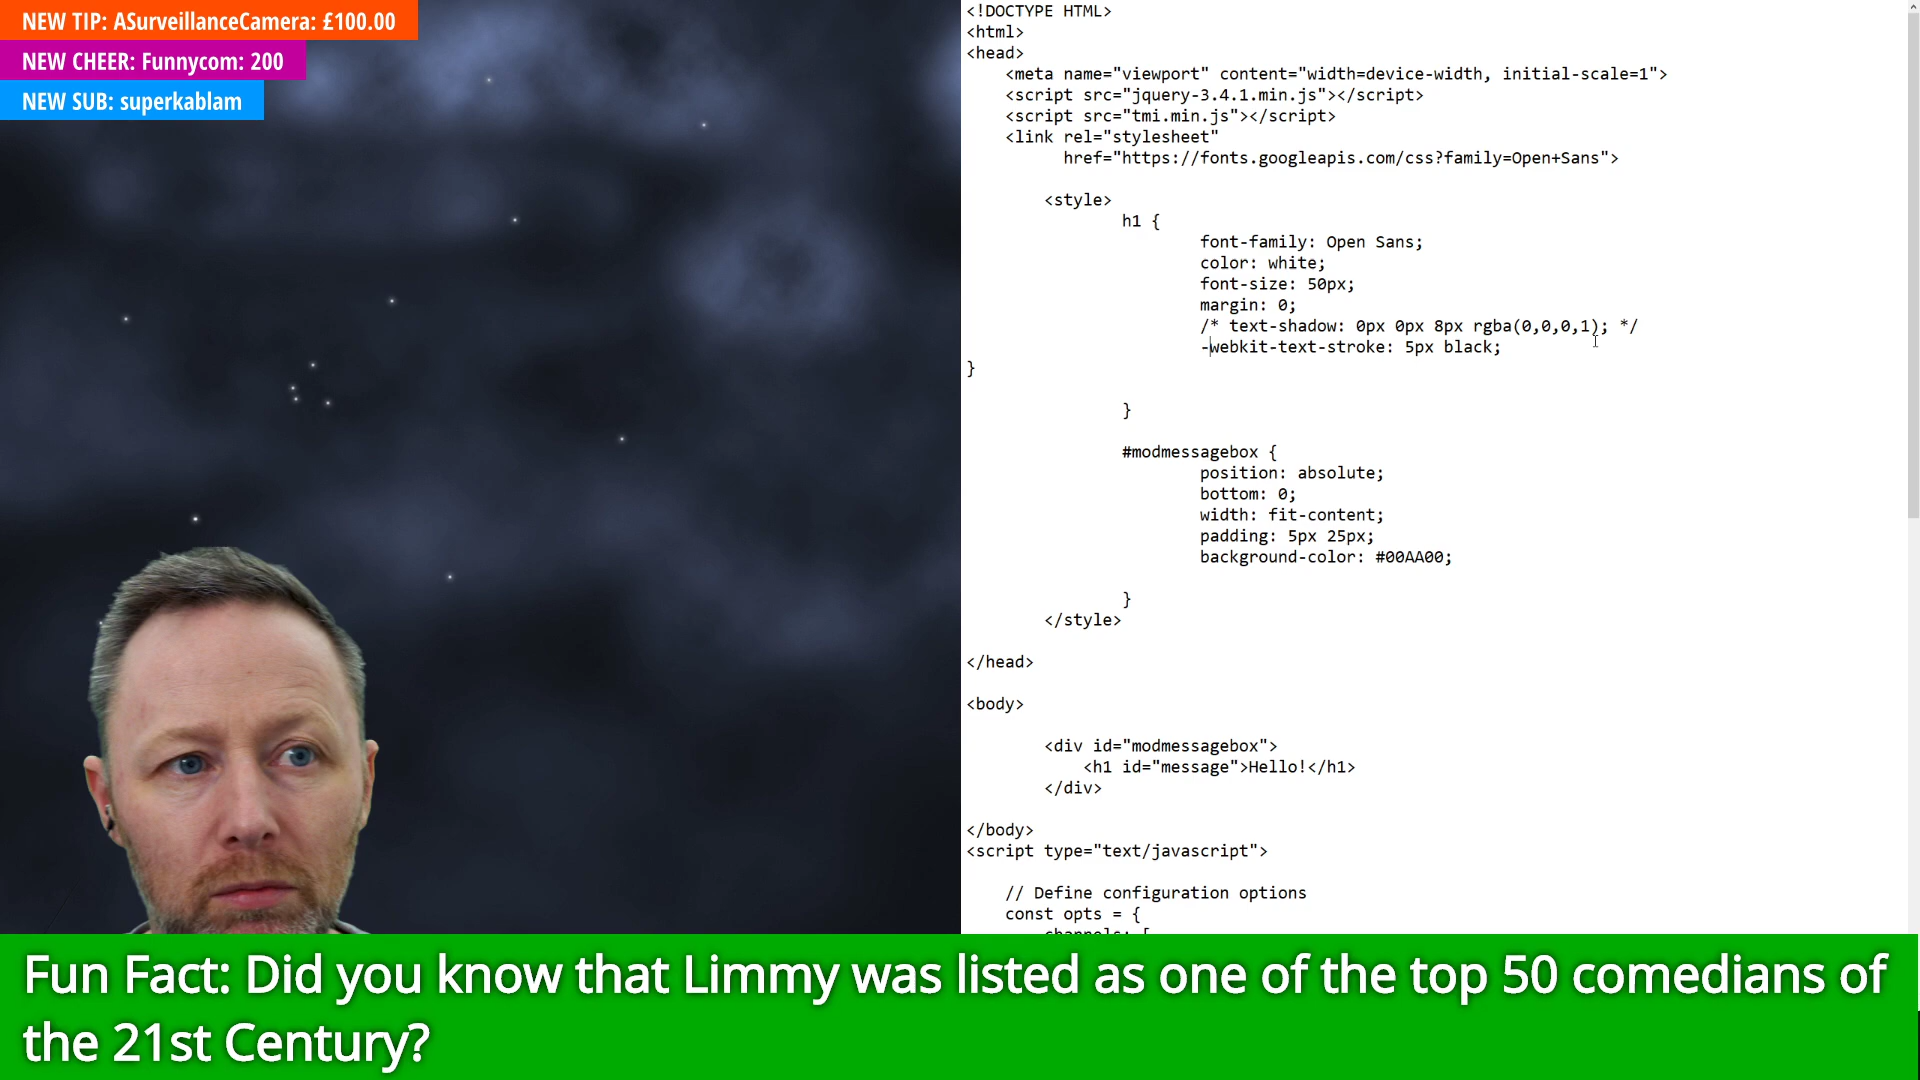 NEW TIP: ASurveillanceCamera: £100.00
NEW CHEER: Funnycom: 200
NEW SUB: superkablam
<!DOCTYPE HTML>
<html>
<head>
<meta name="viewport" content="width=device-width, initial-scale=1">
<script src="jquery-3.4.1.min.js"></script>
<script src="tmi.min.js"></script>
<link rel="stylesheet"
href="https://fonts.googleapis.com/css?family=Open+Sans">
<style>
h1 {
font-family: Open Sans;
color: white;
font-size: 50px;
margin: 0;
/* text-shadow: 0px 0px 8px rgba(0,0,0,1); */
-webkit-text-stroke: 5px black;
}
}
#modmessagebox {
position: absolute;
bottom: 0;
width: fit-content;
padding: 5px 25px;
background-color: #00AA00;
}
</style>
</head>
<body>
<div id="modmessagebox">
<h1 id="message">Hello!</h1>
</div>
</body>
<script type="text/javascript">
// Define configuration options
const opts = {
channels: [
Fun Fact: Did you know that Limmy was listed as one of the top 50 comedians of
the 21st Century?